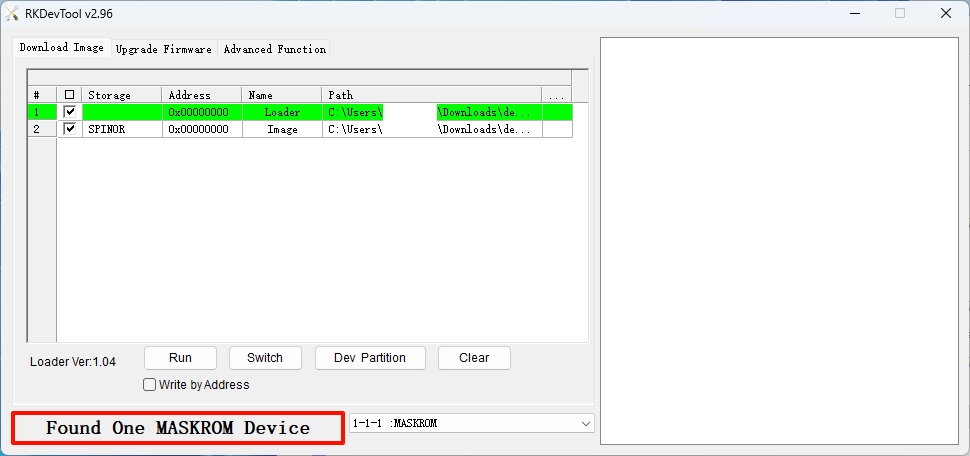 RKDevTool v2.96
Download Image Upgrade Firmware Advanced Function
# Storage Address Name Path ...
1 0x00000000 Loader C:\Users\ \Downloads\de...
2 SPINOR 0x00000000 Image C:\Users\ \Downloads\de...
Loader Ver:1.04 Run Switch Dev Partition Clear
Write by Address
Found One MASKROM Device 1-1-1 :MASKROM